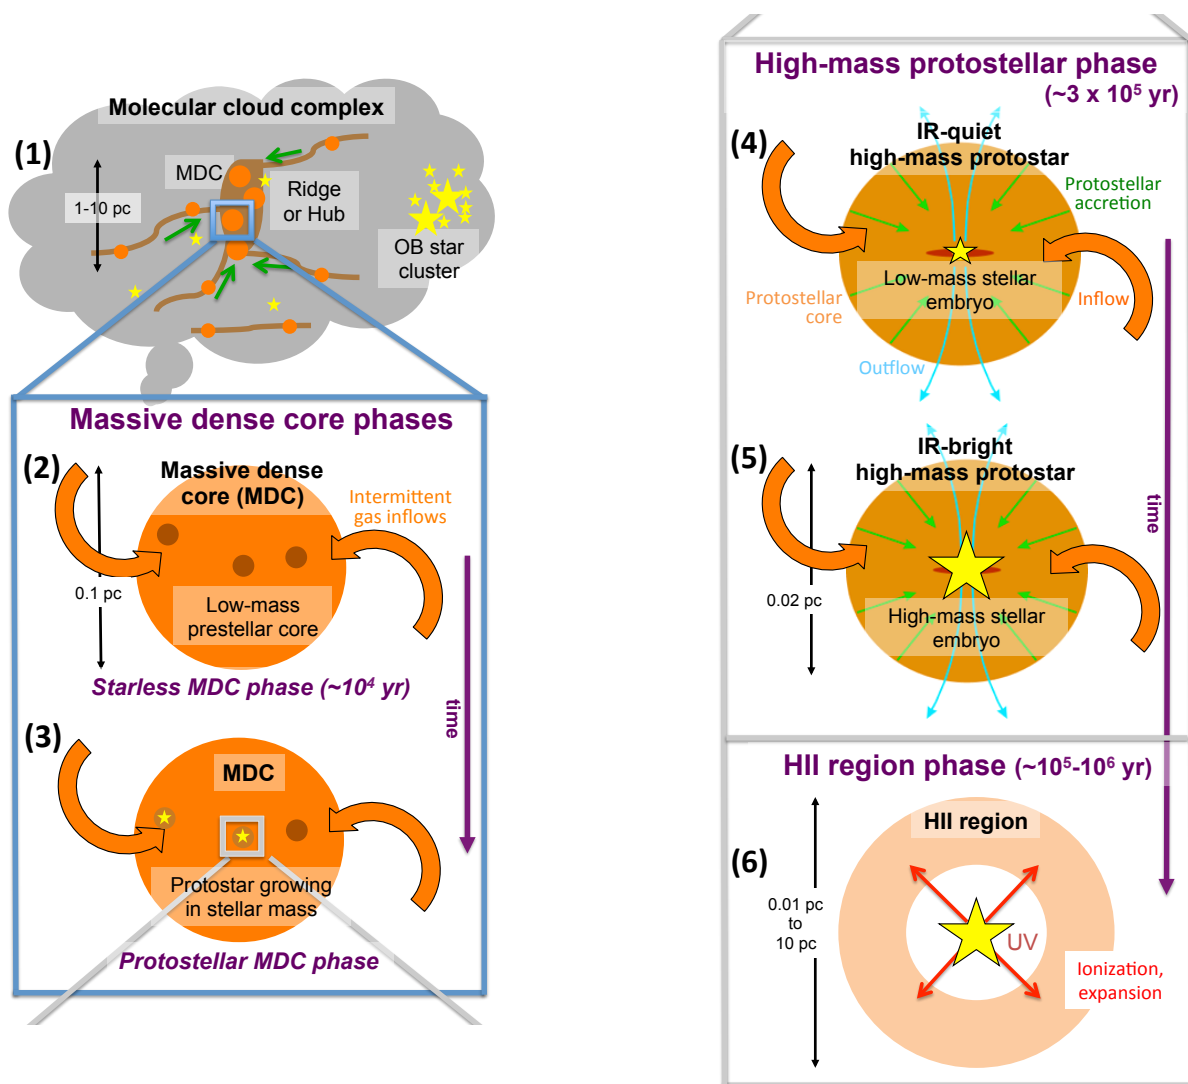 Molecular cloud complex
(1)
MDC
1-10 pc
Ridge
or Hub
OB star
cluster
Massive dense core phases
(2)
Massive dense
core (MDC)
Intermittent
gas inflows
0.1 pc
Low-mass
prestellar core
Starless MDC phase (~10⁴ yr)
time
(3)
MDC
Protostar growing
in stellar mass
Protostellar MDC phase
High-mass protostellar phase
(~3 x 10⁵ yr)
(4)
IR-quiet
high-mass protostar
Protostellar
accretion
Low-mass stellar
embryo
Protostellar
core
Inflow
Outflow
(5)
IR-bright
high-mass protostar
time
0.02 pc
High-mass stellar
embryo
HII region phase (~10⁵-10⁶ yr)
HII region
(6)
0.01 pc
to
10 pc
UV
Ionization,
expansion